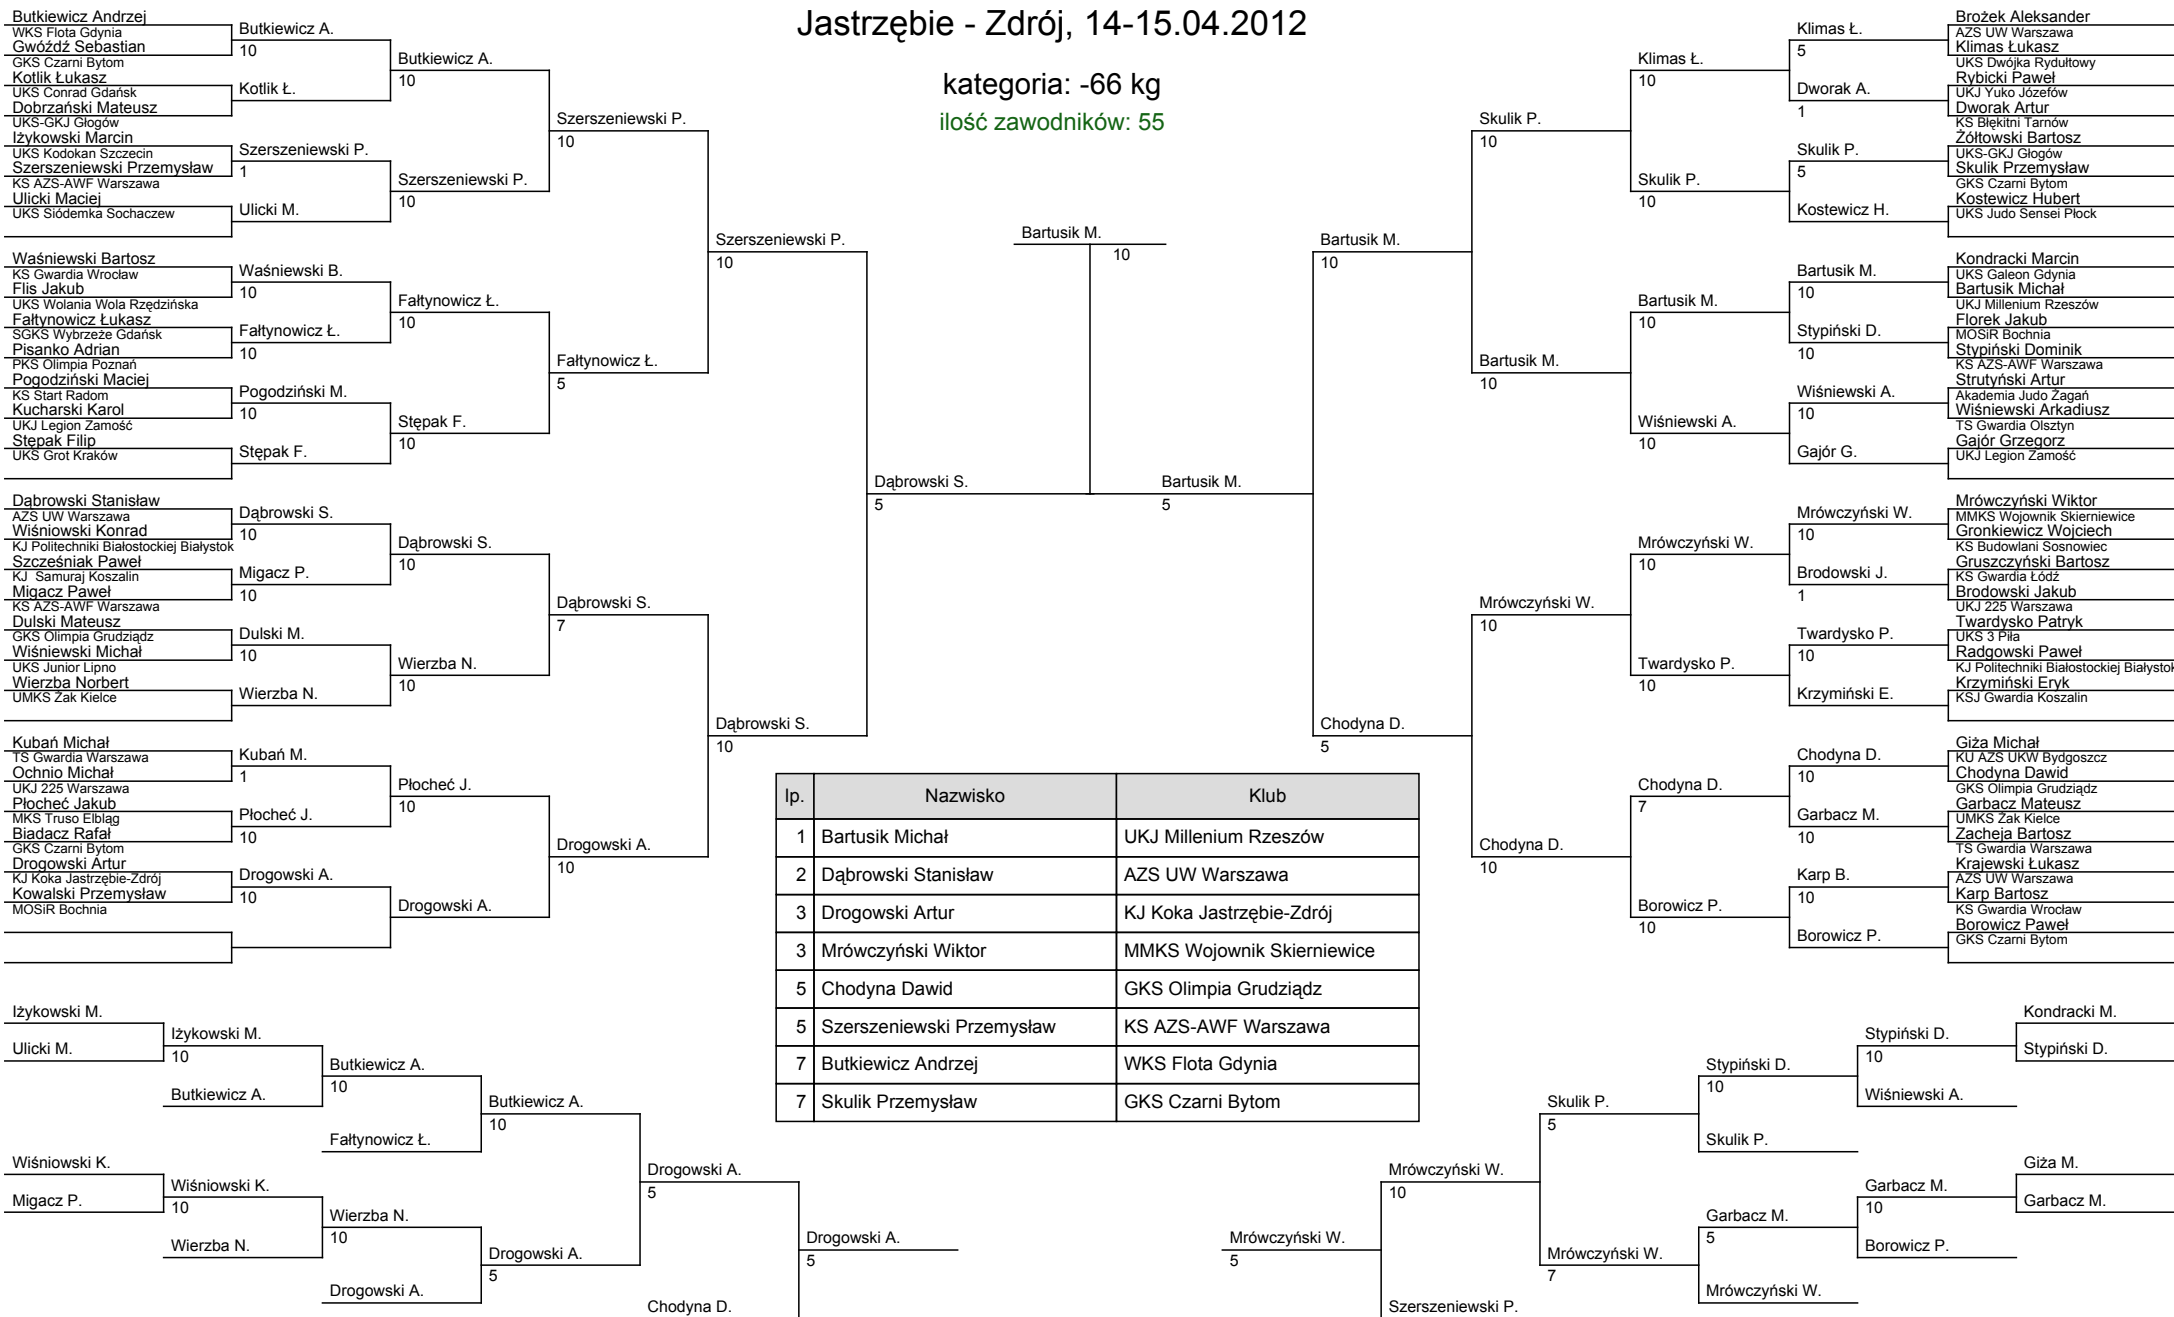 Jastrzębie - Zdrój, 14-15.04.2012
kategoria: -66 kg
ilość zawodników: 55
Butkiewicz Andrzej
WKS Flota Gdynia
Gwóźdź Sebastian
GKS Czarni Bytom
Kotlik Łukasz
UKS Conrad Gdańsk
Dobrzański Mateusz
UKS-GKJ Głogów
Iżykowski Marcin
UKS Kodokan Szczecin
Szerszeniewski Przemysław
KS AZS-AWF Warszawa
Ulicki Maciej
UKS Siódemka Sochaczew
Waśniewski Bartosz
KS Gwardia Wrocław
Flis Jakub
UKS Wolania Wola Rzędzińska
Fałtynowicz Łukasz
SGKS Wybrzeże Gdańsk
Pisanko Adrian
PKS Olimpia Poznań
Pogodziński Maciej
KS Start Radom
Kucharski Karol
UKJ Legion Zamość
Stępak Filip
UKS Grot Kraków
Dąbrowski Stanisław
AZS UW Warszawa
Wiśniowski Konrad
KJ Politechniki Białostockiej Białystok
Szcześniak Paweł
KJ  Samuraj Koszalin
Migacz Paweł
KS AZS-AWF Warszawa
Dulski Mateusz
GKS Olimpia Grudziądz
Wiśniewski Michał
UKS Junior Lipno
Wierzba Norbert
UMKS Żak Kielce
Kubań Michał
TS Gwardia Warszawa
Ochnio Michał
UKJ 225 Warszawa
Płocheć Jakub
MKS Truso Elbląg
Biadacz Rafał
GKS Czarni Bytom
Drogowski Artur
KJ Koka Jastrzębie-Zdrój
Kowalski Przemysław
MOSiR Bochnia
Butkiewicz A.
10
Kotlik Ł.
Szerszeniewski P.
1
Ulicki M.
Waśniewski B.
10
Fałtynowicz Ł.
10
Pogodziński M.
10
Stępak F.
Dąbrowski S.
10
Migacz P.
10
Dulski M.
10
Wierzba N.
Kubań M.
1
Płocheć J.
10
Drogowski A.
10
Butkiewicz A.
10
Szerszeniewski P.
10
Fałtynowicz Ł.
10
Stępak F.
10
Dąbrowski S.
10
Wierzba N.
10
Płocheć J.
10
Drogowski A.
Szerszeniewski P.
10
Fałtynowicz Ł.
5
Dąbrowski S.
7
Drogowski A.
10
Szerszeniewski P.
10
Dąbrowski S.
10
Dąbrowski S.
5
Bartusik M.
10
Bartusik M.
5
Bartusik M.
10
Chodyna D.
5
Skulik P.
10
Bartusik M.
10
Mrówczyński W.
10
Chodyna D.
10
Klimas Ł.
10
Skulik P.
10
Bartusik M.
10
Wiśniewski A.
10
Mrówczyński W.
10
Twardysko P.
10
Chodyna D.
7
Borowicz P.
10
Klimas Ł.
5
Dworak A.
1
Skulik P.
5
Kostewicz H.
Bartusik M.
10
Stypiński D.
10
Wiśniewski A.
10
Gajór G.
Mrówczyński W.
10
Brodowski J.
1
Twardysko P.
10
Krzymiński E.
Chodyna D.
10
Garbacz M.
10
Karp B.
10
Borowicz P.
Brożek Aleksander
AZS UW Warszawa
Klimas Łukasz
UKS Dwójka Rydułtowy
Rybicki Paweł
UKJ Yuko Józefów
Dworak Artur
KS Błękitni Tarnów
Żółtowski Bartosz
UKS-GKJ Głogów
Skulik Przemysław
GKS Czarni Bytom
Kostewicz Hubert
UKS Judo Sensei Płock
Kondracki Marcin
UKS Galeon Gdynia
Bartusik Michał
UKJ Millenium Rzeszów
Florek Jakub
MOSiR Bochnia
Stypiński Dominik
KS AZS-AWF Warszawa
Strutyński Artur
Akademia Judo Żagań
Wiśniewski Arkadiusz
TS Gwardia Olsztyn
Gajór Grzegorz
UKJ Legion Zamość
Mrówczyński Wiktor
MMKS Wojownik Skierniewice
Gronkiewicz Wojciech
KS Budowlani Sosnowiec
Gruszczyński Bartosz
KS Gwardia Łódź
Brodowski Jakub
UKJ 225 Warszawa
Twardysko Patryk
UKS 3 Piła
Radgowski Paweł
KJ Politechniki Białostockiej Białystok
Krzymiński Eryk
KSJ Gwardia Koszalin
Giża Michał
KU AZS UKW Bydgoszcz
Chodyna Dawid
GKS Olimpia Grudziądz
Garbacz Mateusz
UMKS Żak Kielce
Zacheja Bartosz
TS Gwardia Warszawa
Krajewski Łukasz
AZS UW Warszawa
Karp Bartosz
KS Gwardia Wrocław
Borowicz Paweł
GKS Czarni Bytom
lp. Nazwisko Klub
1 Bartusik Michał UKJ Millenium Rzeszów
2 Dąbrowski Stanisław AZS UW Warszawa
3 Drogowski Artur KJ Koka Jastrzębie-Zdrój
3 Mrówczyński Wiktor MMKS Wojownik Skierniewice
5 Chodyna Dawid GKS Olimpia Grudziądz
5 Szerszeniewski Przemysław KS AZS-AWF Warszawa
7 Butkiewicz Andrzej WKS Flota Gdynia
7 Skulik Przemysław GKS Czarni Bytom
Iżykowski M.
Ulicki M.
Wiśniowski K.
Migacz P.
Iżykowski M.
10
Butkiewicz A.
Wiśniowski K.
10
Wierzba N.
Butkiewicz A.
10
Fałtynowicz Ł.
Wierzba N.
10
Drogowski A.
Butkiewicz A.
10
Drogowski A.
5
Drogowski A.
5
Chodyna D.
Drogowski A.
5
Mrówczyński W.
5
Mrówczyński W.
10
Szerszeniewski P.
Skulik P.
5
Mrówczyński W.
7
Stypiński D.
10
Skulik P.
Garbacz M.
5
Mrówczyński W.
Stypiński D.
10
Wiśniewski A.
Garbacz M.
10
Borowicz P.
Kondracki M.
Stypiński D.
Giża M.
Garbacz M.